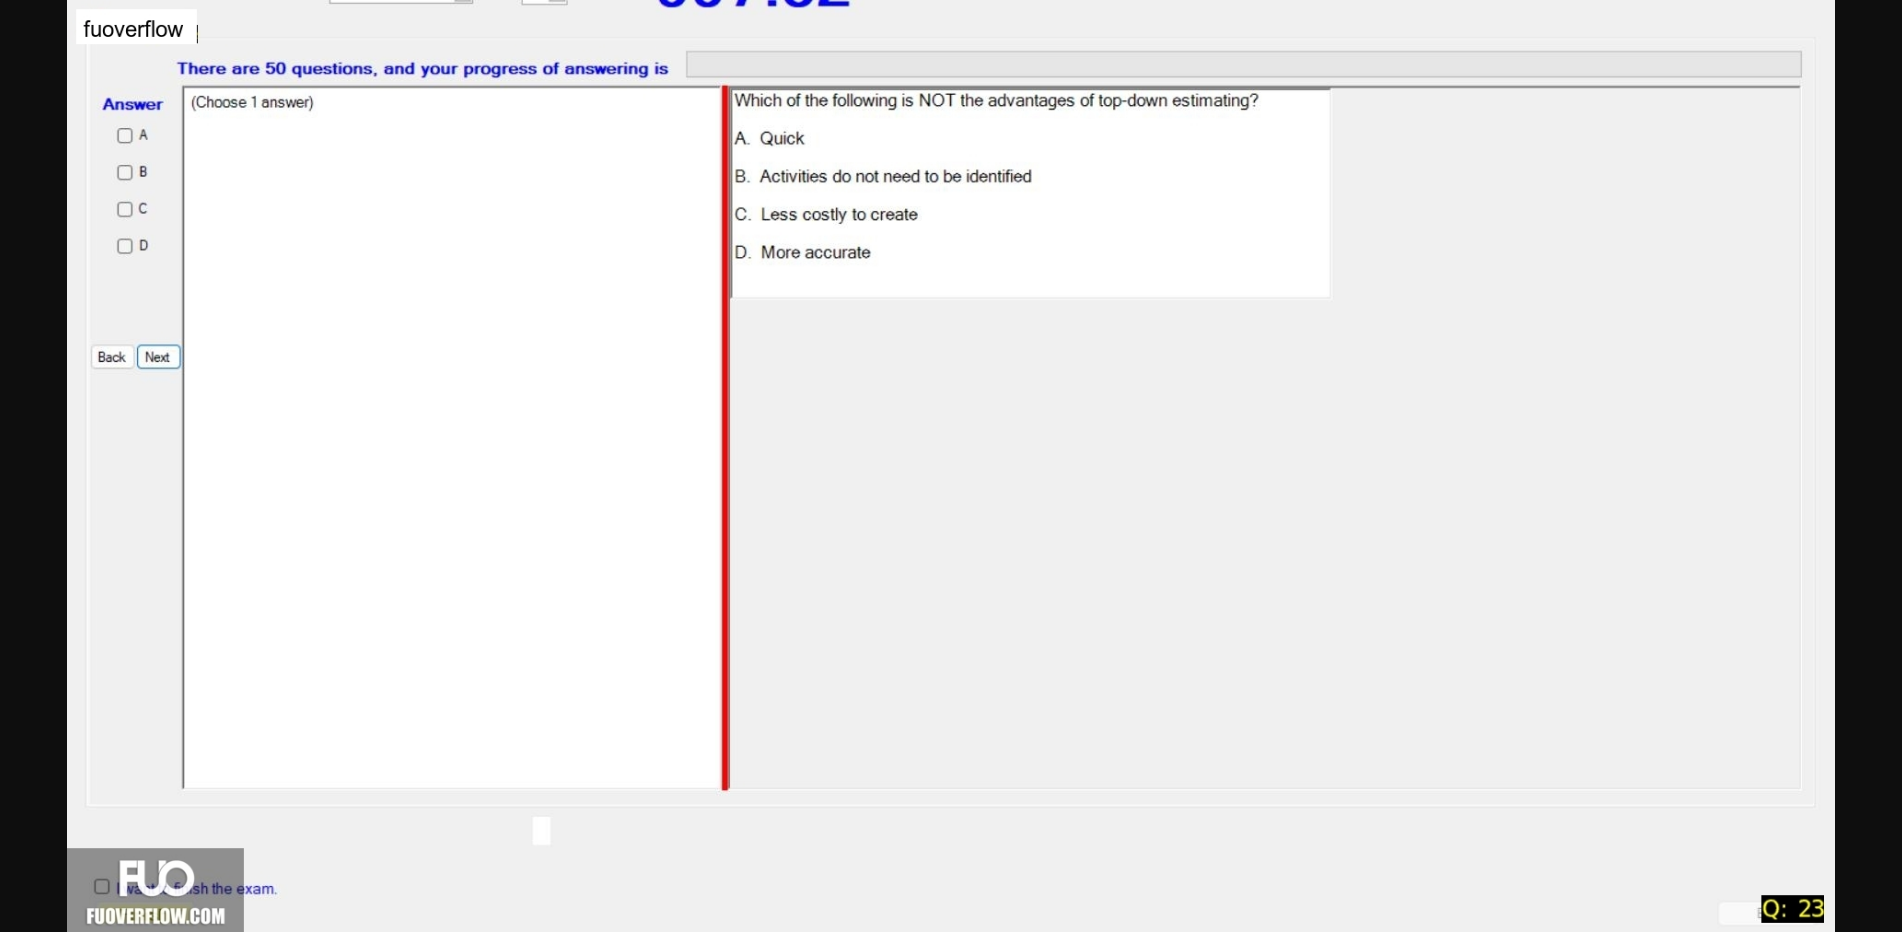 fuoverflow
There are 50 questions, and your progress of answering is
Answer
(Choose 1 answer)
A
B
C
D
Back
Next
Which of the following is NOT the advantages of top-down estimating?
A. Quick
B. Activities do not need to be identified
C. Less costly to create
D. More accurate
FUO
sh the exam.
FUOVERFLOW.COM
Q: 23